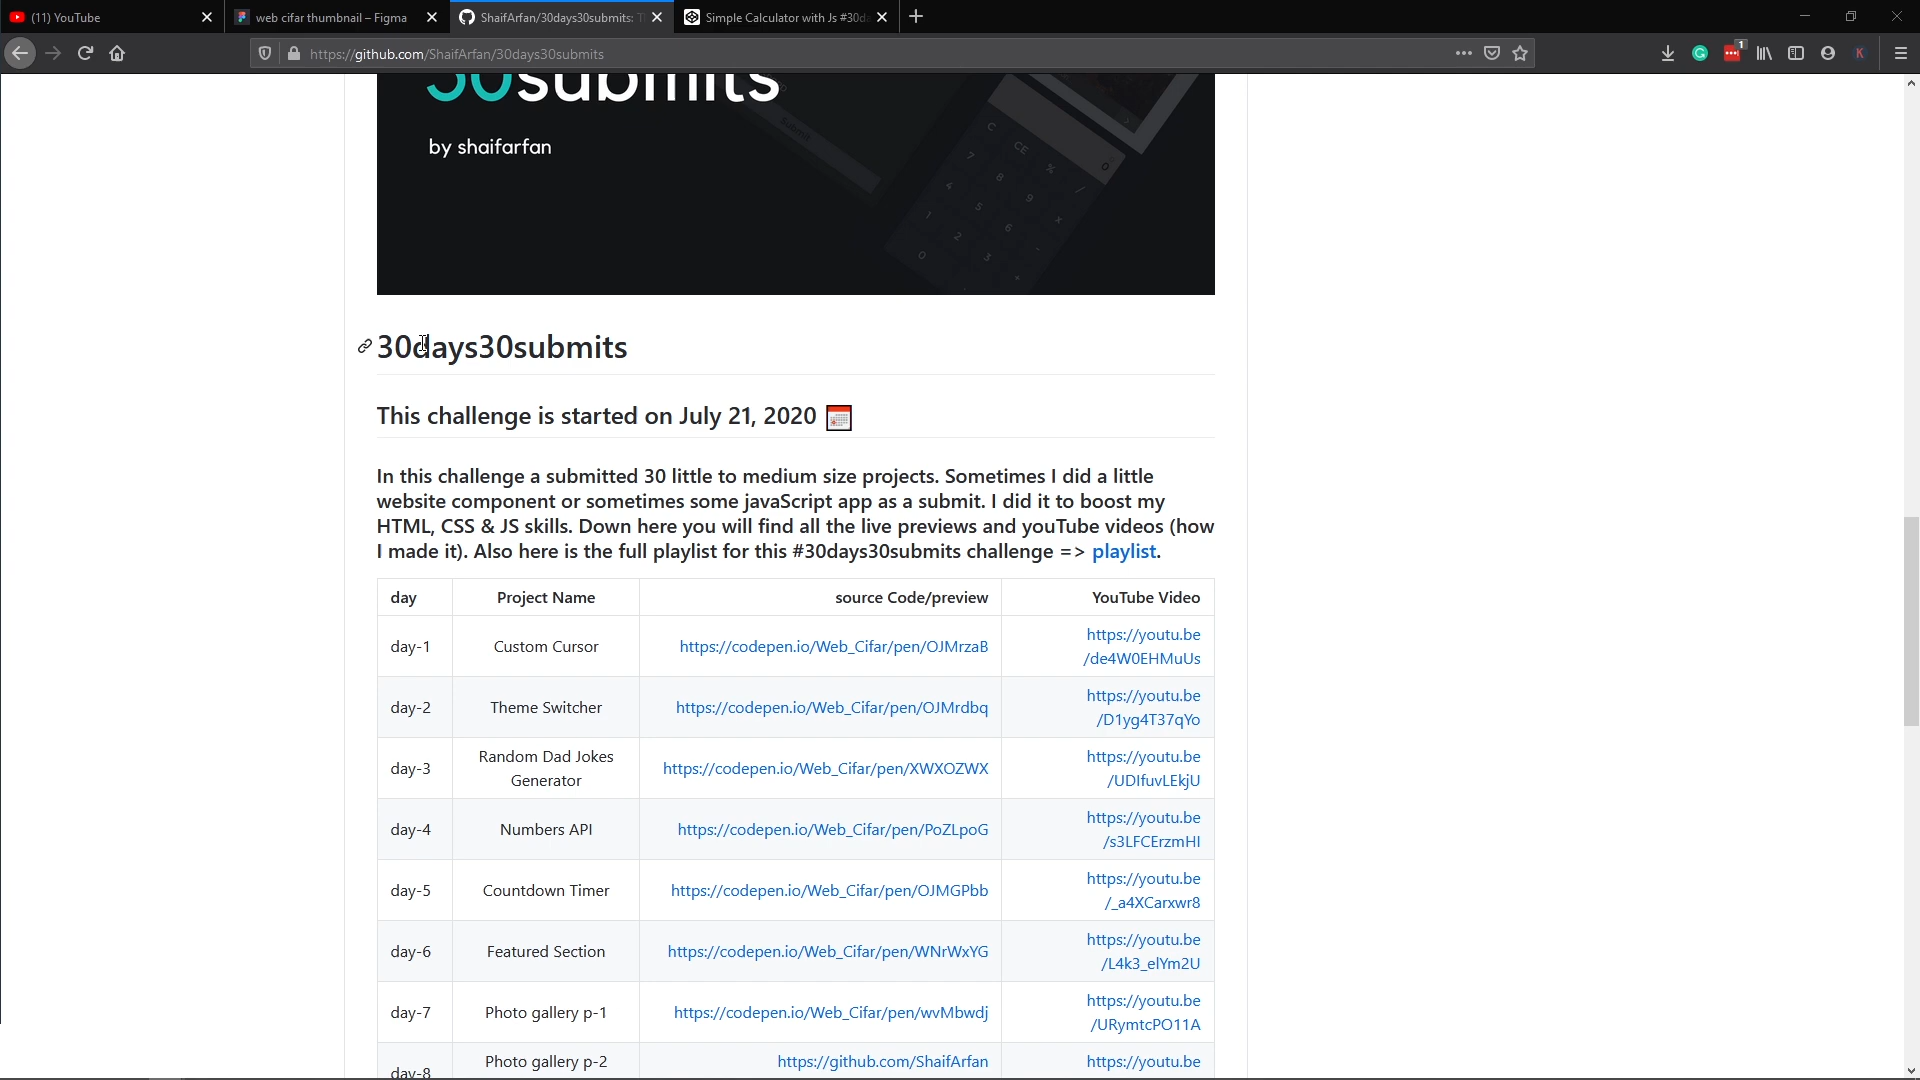 (11) YouTube
web cifar thumbnail – Figma
ShaifArfan/30days30submits: T
Simple Calculator with Js #30d
https://github.com/ShaifArfan/30days30submits
1
K
30submits
by shaifarfan
30days30submits
This challenge is started on July 21, 2020
In this challenge a submitted 30 little to medium size projects. Sometimes I did a little
website component or sometimes some javaScript app as a submit. I did it to boost my
HTML, CSS & JS skills. Down here you will find all the live previews and youTube videos (how
I made it). Also here is the full playlist for this #30days30submits challenge => playlist.
day Project Name source Code/preview YouTube Video
day-1 Custom Cursor https://codepen.io/Web_Cifar/pen/OJMrzaB https://youtu.be
/de4W0EHMuUs
day-2 Theme Switcher https://codepen.io/Web_Cifar/pen/OJMrdbq https://youtu.be
/D1yg4T37qYo
day-3 Random Dad Jokes https://codepen.io/Web_Cifar/pen/XWXOZWX https://youtu.be
Generator /UDIfuvLEkjU
day-4 Numbers API https://codepen.io/Web_Cifar/pen/PoZLpoG https://youtu.be
/s3LFCErzmHI
day-5 Countdown Timer https://codepen.io/Web_Cifar/pen/OJMGPbb https://youtu.be
/_a4XCarxwr8
day-6 Featured Section https://codepen.io/Web_Cifar/pen/WNrWxYG https://youtu.be
/L4k3_elYm2U
day-7 Photo gallery p-1 https://codepen.io/Web_Cifar/pen/wvMbwdj https://youtu.be
/URymtcPO11A
day-8 Photo gallery p-2 https://github.com/ShaifArfan https://youtu.be